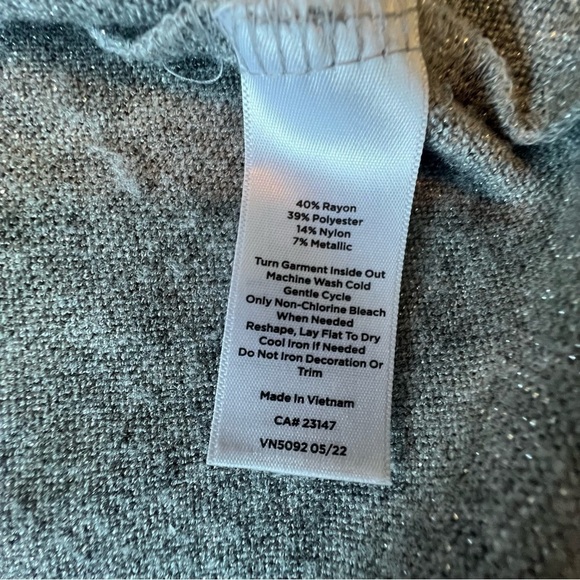 40% Rayon
39% Polyester
14% Nylon
7% Metallic
Turn Garment Inside Out
Machine Wash Cold
Gentle Cycle
Only Non-Chlorine Bleach
When Needed
Reshape, Lay Flat To Dry
Cool Iron If Needed
Do Not Iron Decoration Or
Trim
Made In Vietnam
CA# 23147
VN5092 05/22